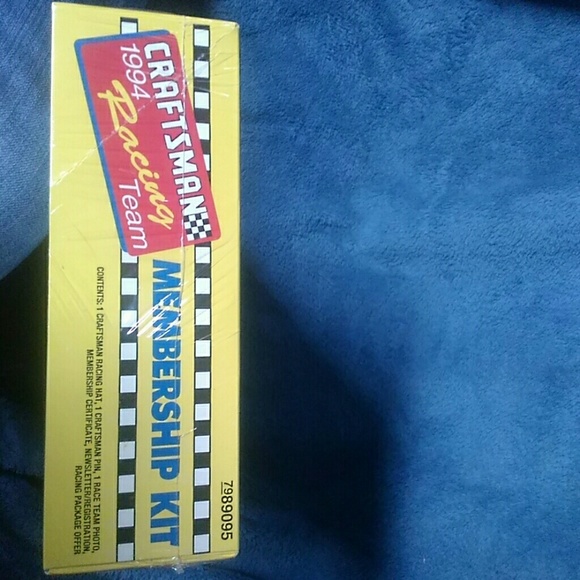 CRAFTSMAN
1994 Racing Team
MEMBERSHIP KIT
7989095
CONTENTS: 1 CRAFTSMAN RACING HAT, 1 CRAFTSMAN PIN, 1 RACE TEAM PHOTO,
MEMBERSHIP CERTIFICATE, NEWSLETTER/REGISTRATION,
RACING PACKAGE OFFER